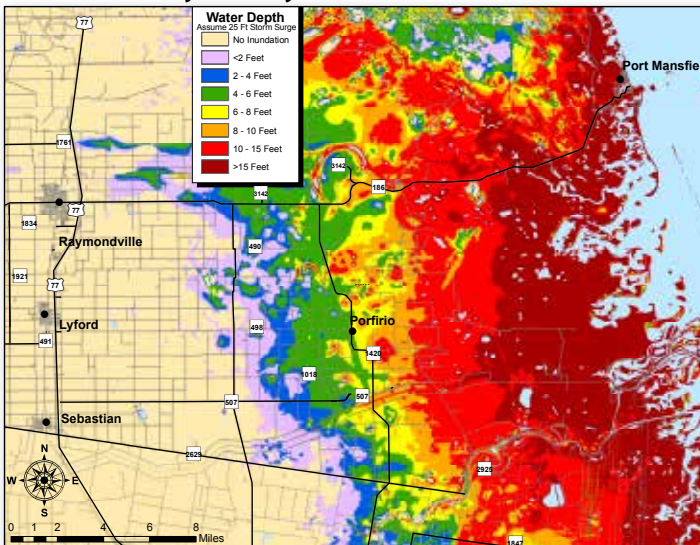 Water Depth
Assume 25 Ft Storm Surge
No Inundation
<2 Feet
2 - 4 Feet
4 - 6 Feet
6 - 8 Feet
8 - 10 Feet
10 - 15 Feet
>15 Feet
77
Port Mansfie
1761
3142
186
3142
77
1834
Raymondville
490
1921
77
Lyford
498
Porfirio
491
1420
1018
507
507
Sebastian
2629
2925
N
W E
S
0 2 4 6 8
Miles
1847